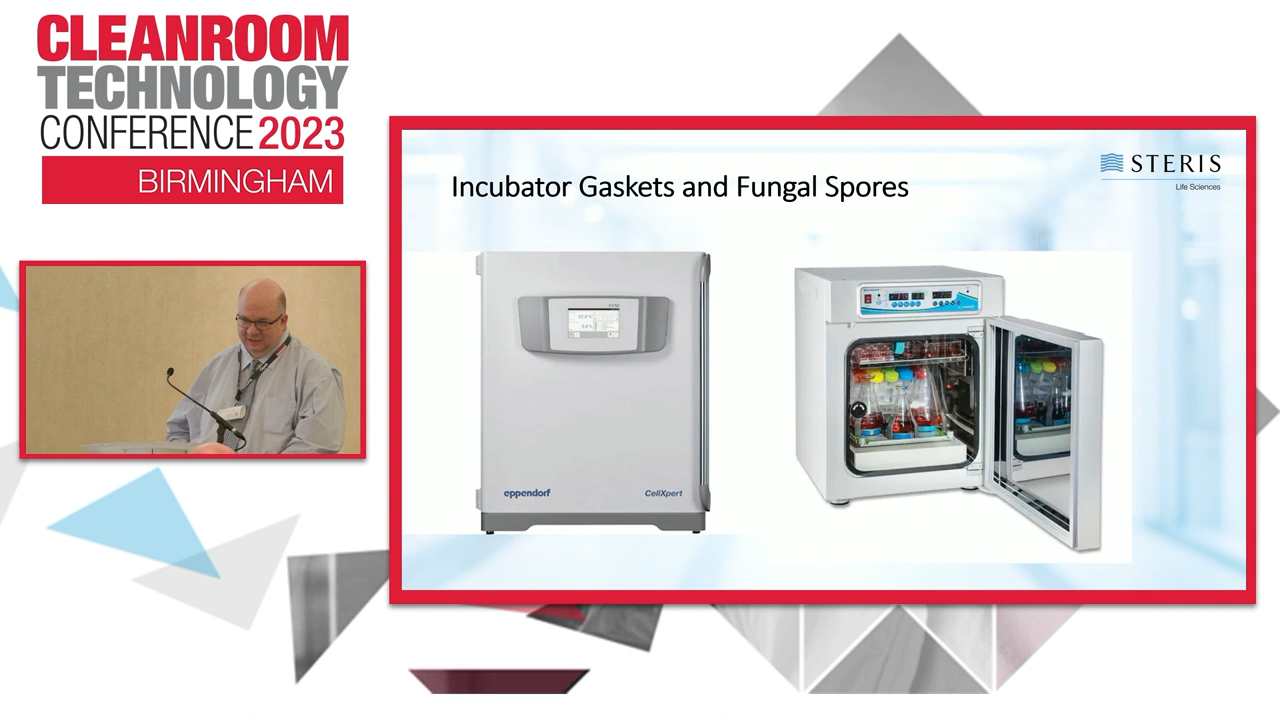 CLEANROOM
TECHNOLOGY
CONFERENCE 2023
BIRMINGHAM
STERIS
Life Sciences
Incubator Gaskets and Fungal Spores
eppendorf
CellXpert